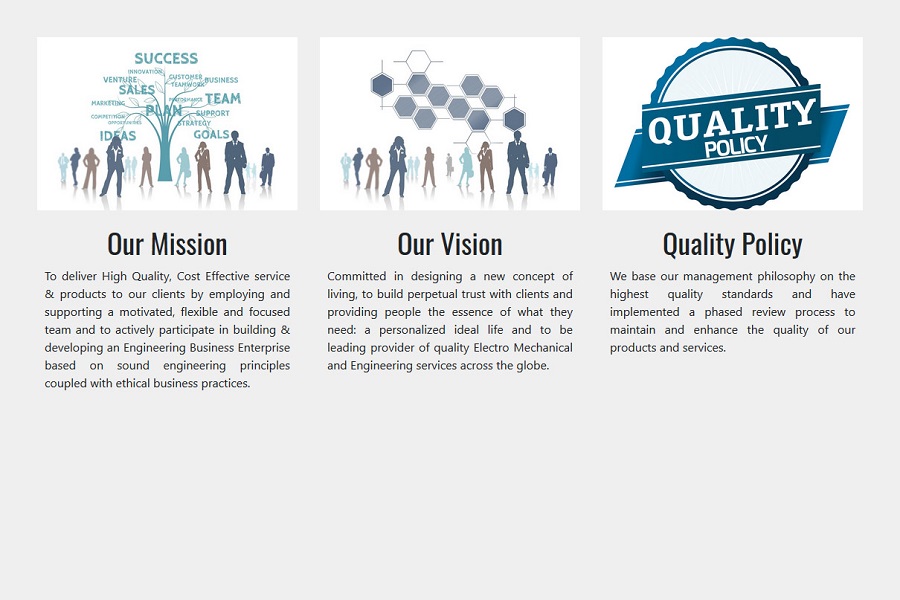 SUCCESS
INNOVATION
VENTURE
CUSTOMER
TEAMWORK
BUSINESS
SALES
MARKETING
PERFORMANCE
TEAM
PLAN
SUPPORT
COMPETITION
OPPORTUNITIES
STRATEGY
IDEAS
GOALS
QUALITY
POLICY
Our Mission
To deliver High Quality, Cost Effective service
& products to our clients by employing and
supporting a motivated, flexible and focused
team and to actively participate in building &
developing an Engineering Business Enterprise
based on sound engineering principles
coupled with ethical business practices.
Our Vision
Committed in designing a new concept of
living, to build perpetual trust with clients and
providing people the essence of what they
need: a personalized ideal life and to be
leading provider of quality Electro Mechanical
and Engineering services across the globe.
Quality Policy
We base our management philosophy on the
highest quality standards and have
implemented a phased review process to
maintain and enhance the quality of our
products and services.